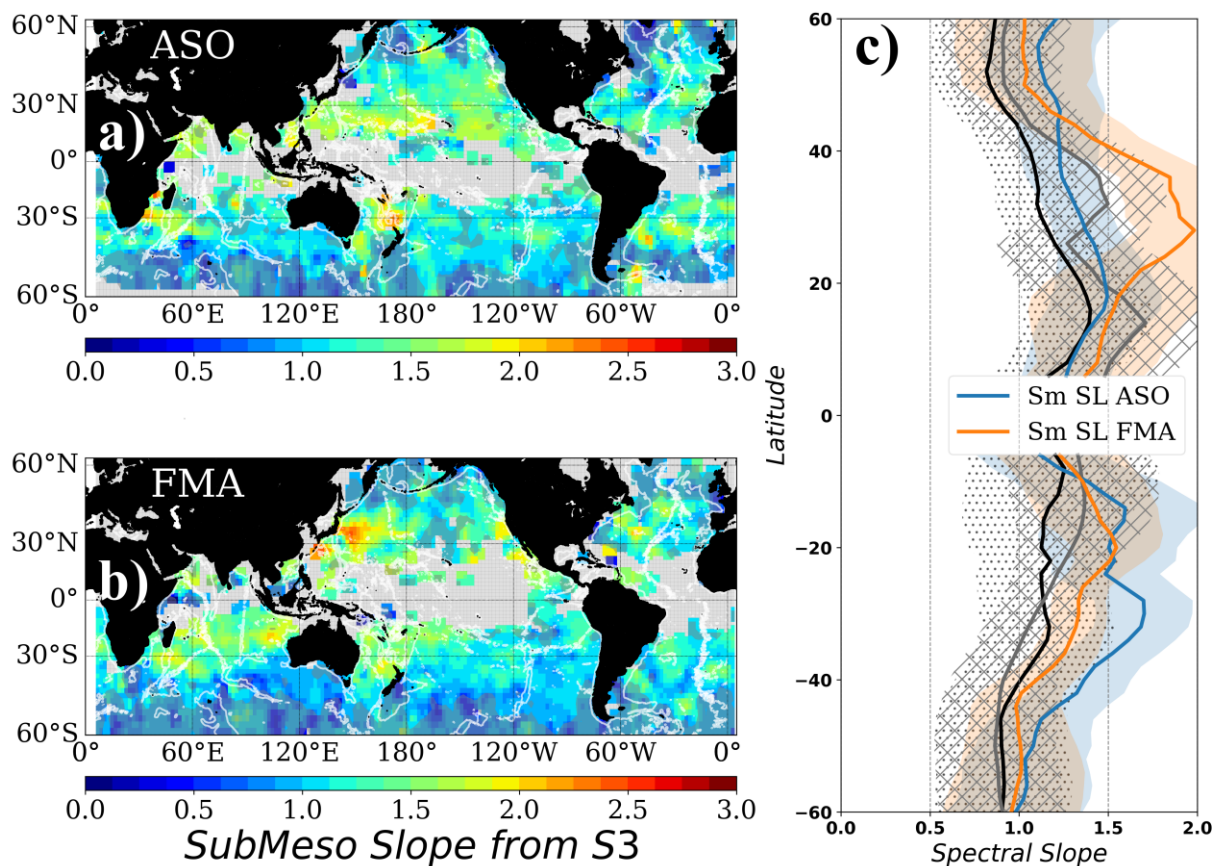 ASO
a)
60°N
30°N
0°
30°S
60°S
0° 60°E 120°E 180° 120°W 60°W 0°
0.0 0.5 1.0 1.5 2.0 2.5 3.0
FMA
b)
60°N
30°N
0°
30°S
60°S
0° 60°E 120°E 180° 120°W 60°W 0°
0.0 0.5 1.0 1.5 2.0 2.5 3.0
SubMeso Slope from S3
c)
60
40
20
0
−20
−40
−60
Latitude
Sm SL ASO
Sm SL FMA
0.0 0.5 1.0 1.5 2.0
Spectral Slope